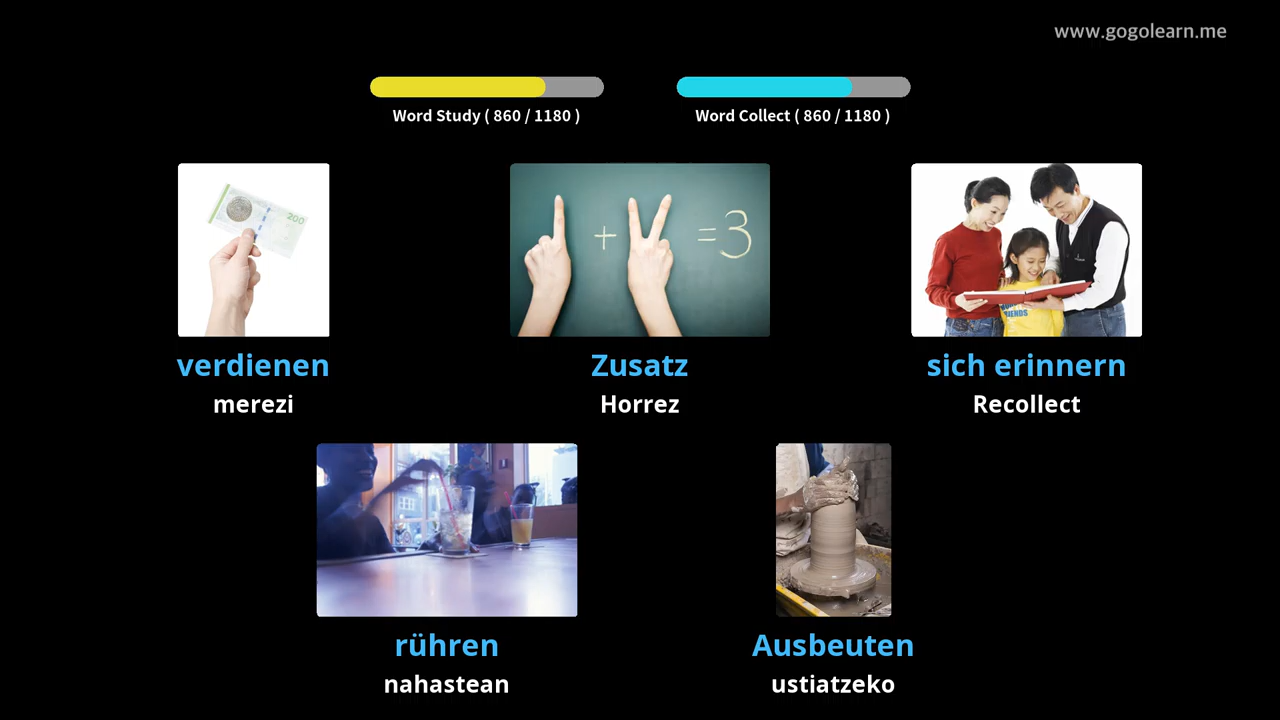 www.gogolearn.me
Word Study ( 860 / 1180 )
Word Collect ( 860 / 1180 )
200
+ = 3
verdienen
merezi
Zusatz
Horrez
sich erinnern
Recollect
rühren
nahastean
Ausbeuten
ustiatzeko